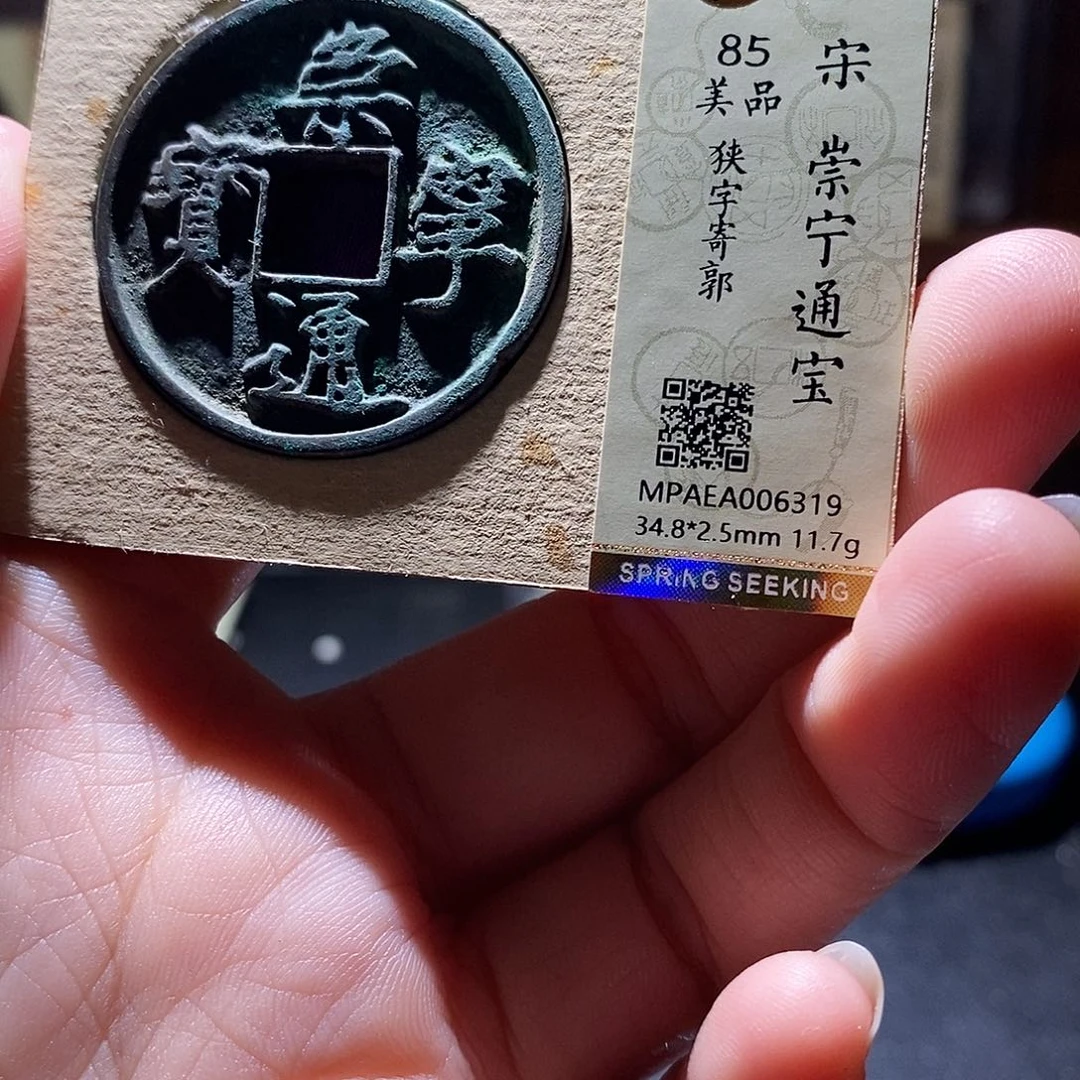 崇寧通寶
宋 崇宁通宝
85
美品
狭字寄郭
MPAEA006319
34.8*2.5mm 11.7g
SPRING SEEKING